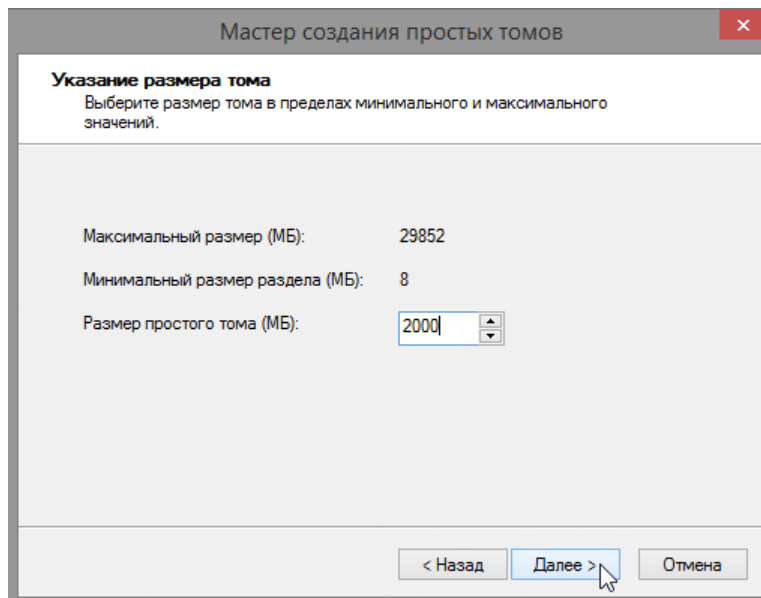 Мастер создания простых томов
Указание размера тома
Выберите размер тома в пределах минимального и максимального
значений.
Максимальный размер (МБ): 29852
Минимальный размер раздела (МБ): 8
Размер простого тома (МБ): 2000
< Назад Далее > Отмена